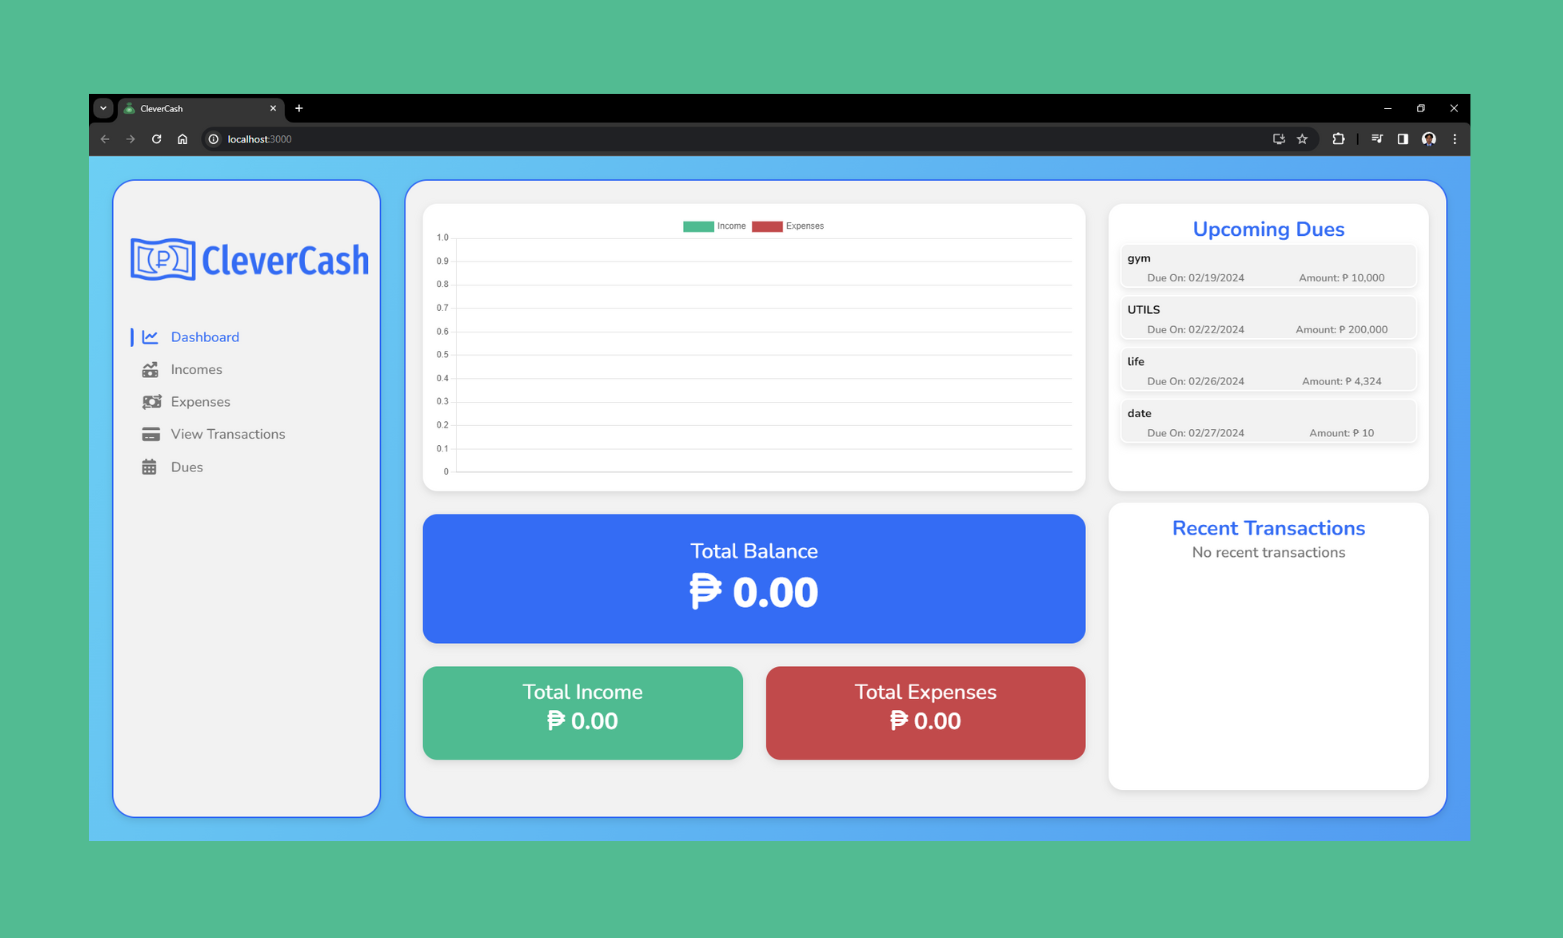 CleverCash
localhost:3000
CleverCash
Dashboard
Incomes
Expenses
View Transactions
Dues
Income Expenses
1.0
0.9
0.8
0.7
0.6
0.5
0.4
0.3
0.2
0.1
0
Total Balance
₱ 0.00
Total Income
₱ 0.00
Total Expenses
₱ 0.00
Upcoming Dues
gym
Due On: 02/19/2024 Amount: ₱ 10,000
UTILS
Due On: 02/22/2024 Amount: ₱ 200,000
life
Due On: 02/26/2024 Amount: ₱ 4,324
date
Due On: 02/27/2024 Amount: ₱ 10
Recent Transactions
No recent transactions